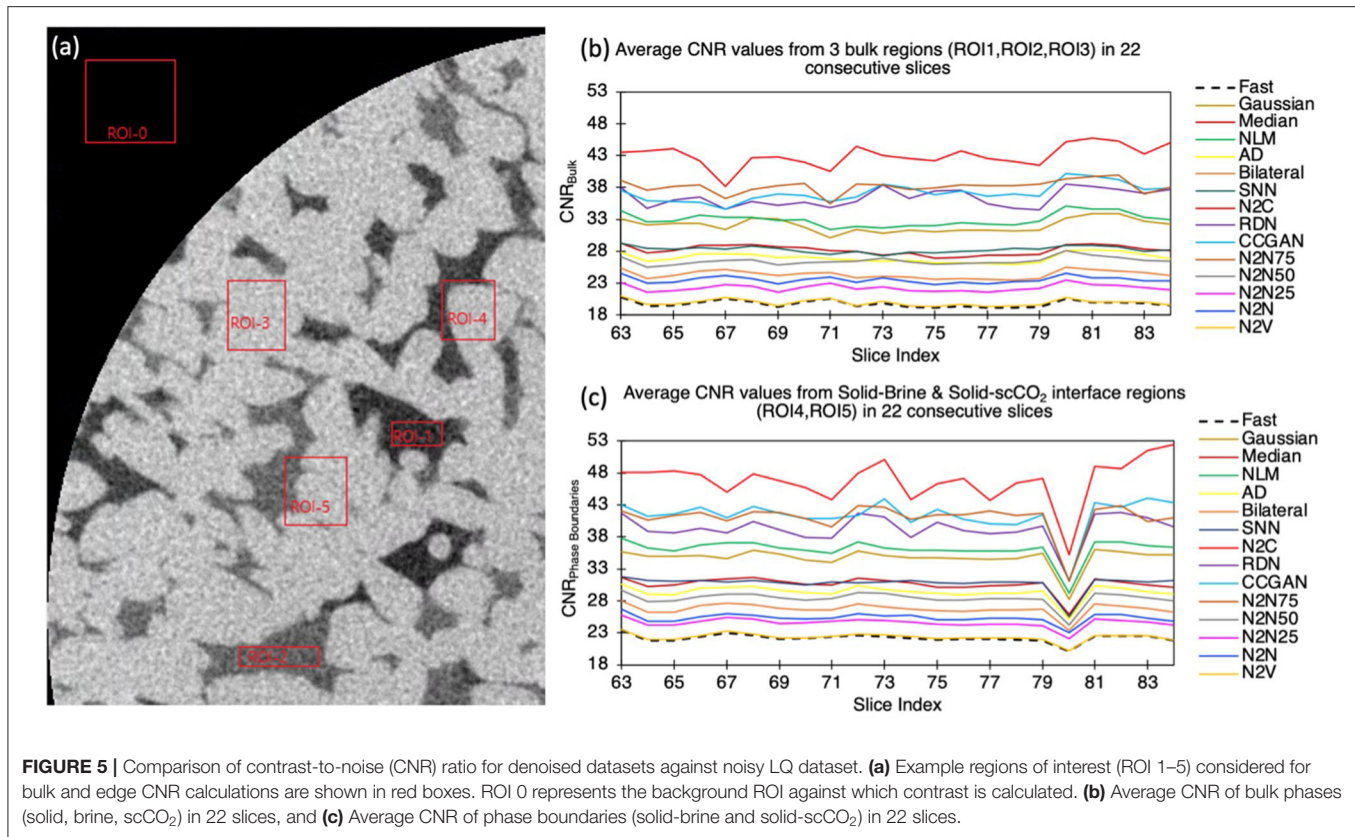 (a)
ROI-0
ROI-3
ROI-4
ROI-1
ROI-5
ROI-2
(b) Average CNR values from 3 bulk regions (ROI1,ROI2,ROI3) in 22
consecutive slices
CNRBulk
53
48
43
38
33
28
23
18
63 65 67 69 71 73 75 77 79 81 83
Slice Index
Fast
Gaussian
Median
NLM
AD
Bilateral
SNN
N2C
RDN
CCGAN
N2N75
N2N50
N2N25
N2N
N2V
(c) Average CNR values from Solid-Brine & Solid-scCO₂ interface regions
(ROI4,ROI5) in 22 consecutive slices
CNRPhase Boundaries
53
48
43
38
33
28
23
18
63 65 67 69 71 73 75 77 79 81 83
Slice Index
Fast
Gaussian
Median
NLM
AD
Bilateral
SNN
N2C
RDN
CCGAN
N2N75
N2N50
N2N25
N2N
N2V
FIGURE 5 | Comparison of contrast-to-noise (CNR) ratio for denoised datasets against noisy LQ dataset. (a) Example regions of interest (ROI 1–5) considered for
bulk and edge CNR calculations are shown in red boxes. ROI 0 represents the background ROI against which contrast is calculated. (b) Average CNR of bulk phases
(solid, brine, scCO₂) in 22 slices, and (c) Average CNR of phase boundaries (solid-brine and solid-scCO₂) in 22 slices.